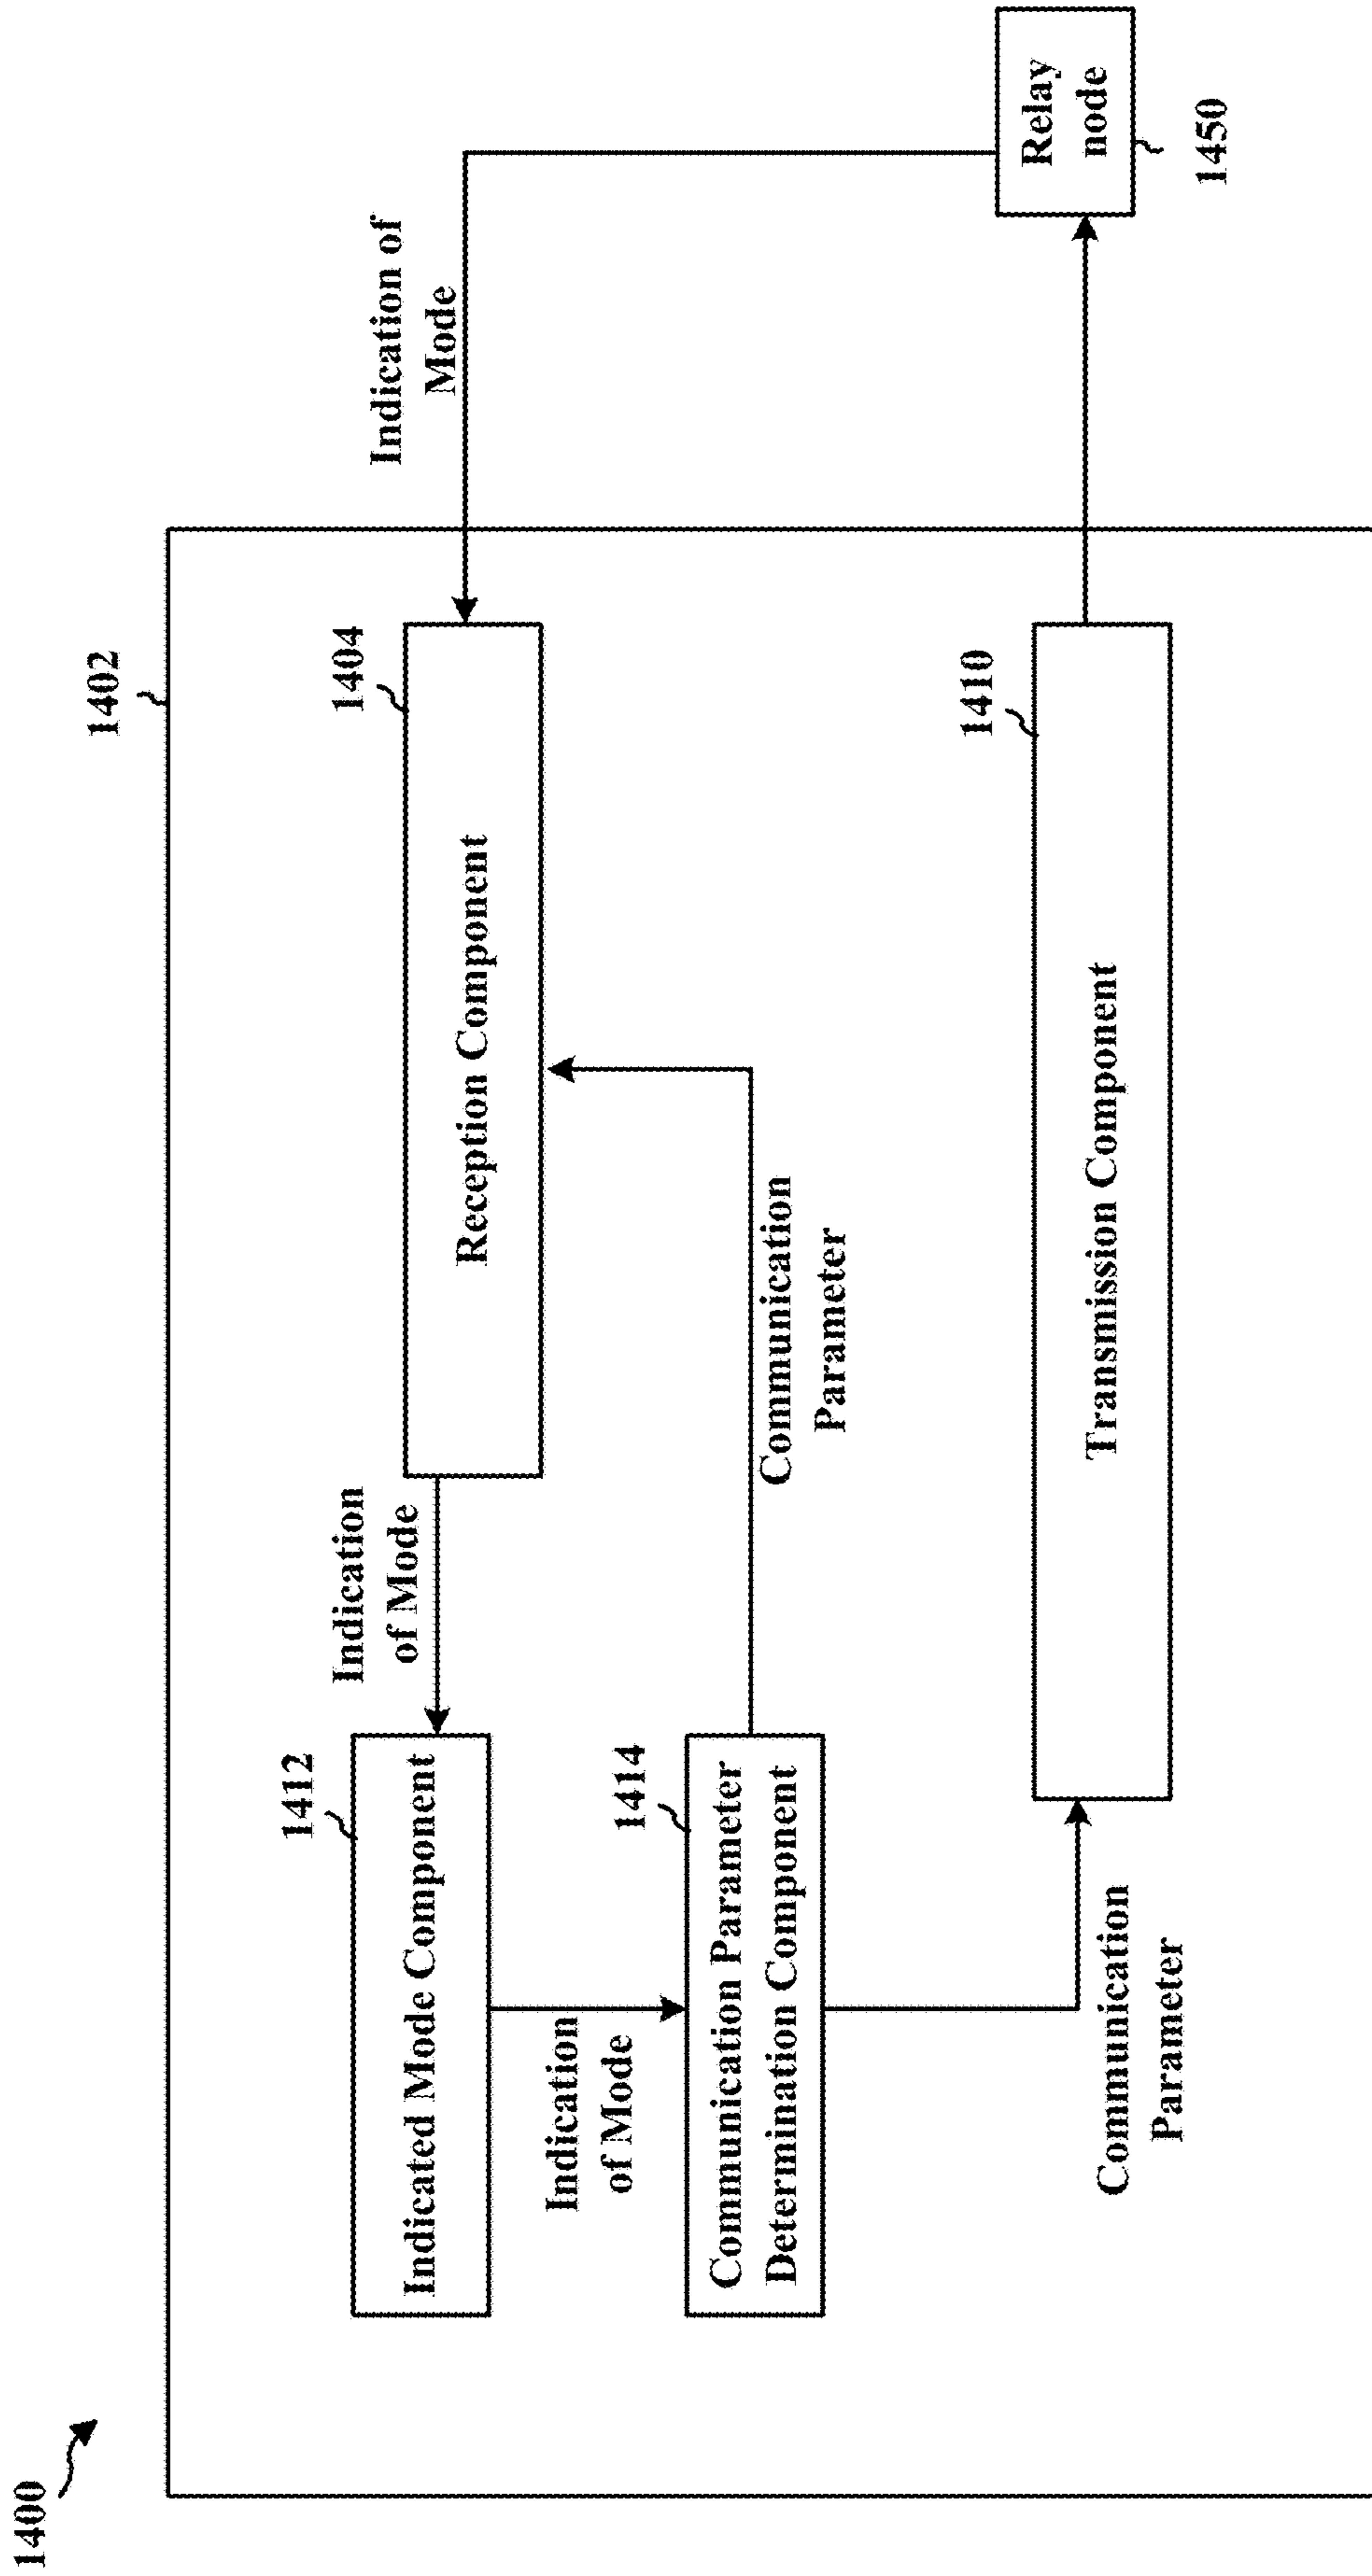 1400
1402
Indicated Mode Component
1412
Indication
of Mode
Reception Component
1404
Indication of
Mode
Indication
of Mode
Communication Parameter
Determination Component
1414
Communication
Parameter
Communication
Parameter
Transmission Component
1410
Relay
node
1450